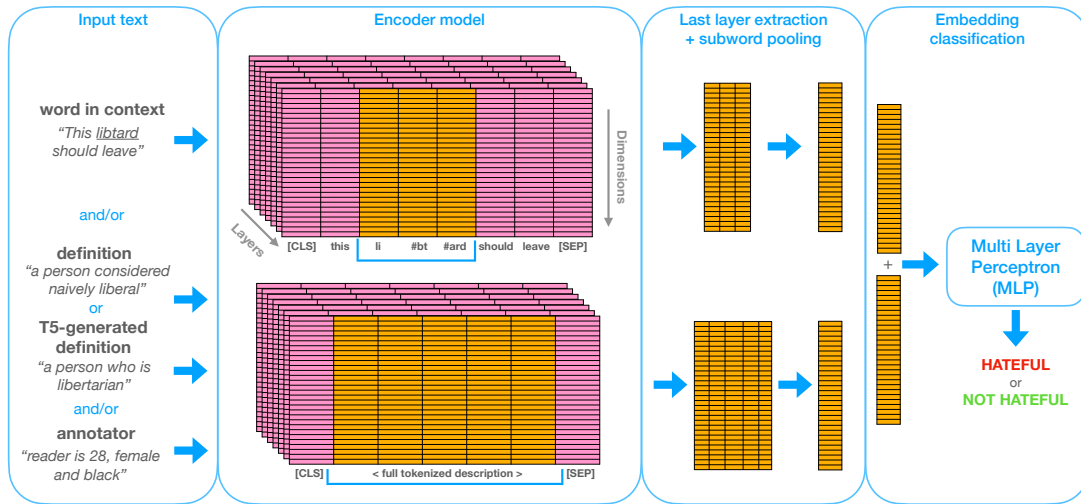 Input text
word in context
“This libtard
should leave”
and/or
definition
“a person considered
naively liberal”
or
T5-generated
definition
“a person who is
libertarian”
and/or
annotator
“reader is 28, female
and black”
Encoder model
Dimensions
Layers
[CLS] this li #bt #ard should leave [SEP]
[CLS] < full tokenized description > [SEP]
Last layer extraction
+ subword pooling
Embedding
classification
+
Multi Layer
Perceptron
(MLP)
HATEFUL
or
NOT HATEFUL